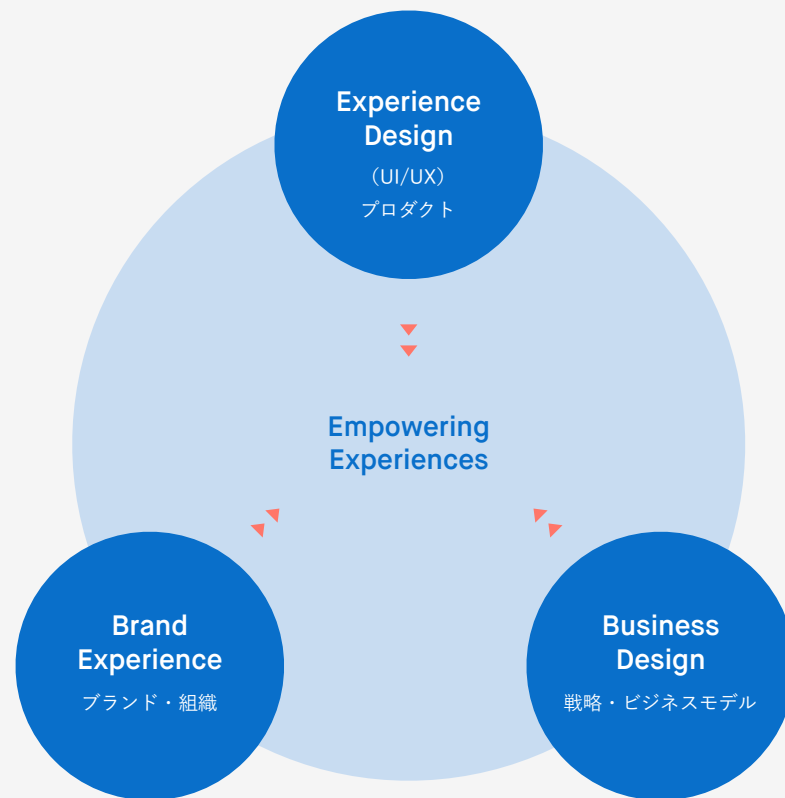 Experience
Design
（UI/UX）
プロダクト
Empowering
Experiences
Brand
Experience
ブランド・組織
Business
Design
戦略・ビジネスモデル